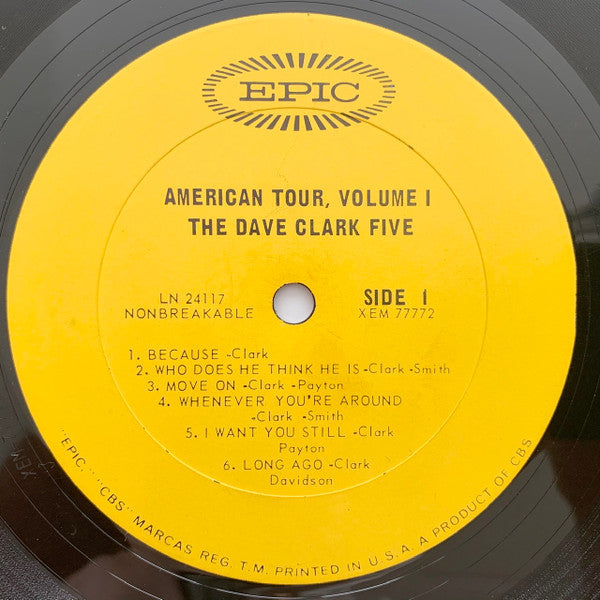 EPIC
AMERICAN TOUR, VOLUME I
THE DAVE CLARK FIVE
LN 24117
NONBREAKABLE
SIDE 1
XEM 77772
1. BECAUSE -Clark
2. WHO DOES HE THINK HE IS -Clark -Smith
3. MOVE ON -Clark -Payton
4. WHENEVER YOU'RE AROUND
-Clark -Smith
5. I WANT YOU STILL -Clark
Payton
6. LONG AGO -Clark
Davidson
"EPIC," "CBS" MARCAS REG. T.M. PRINTED IN U.S.A. A PRODUCT OF CBS